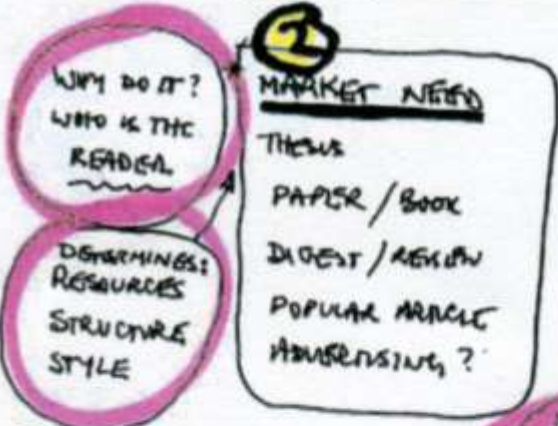 WHY DO IT?
WHO IS THE
READER
DETERMINES:
RESOURCES
STRUCTURE
STYLE
2
MARKET NEED
THESIS
PAPER / BOOK
DIGEST / REVIEW
POPULAR ARTICLE
ADVERTISING ?